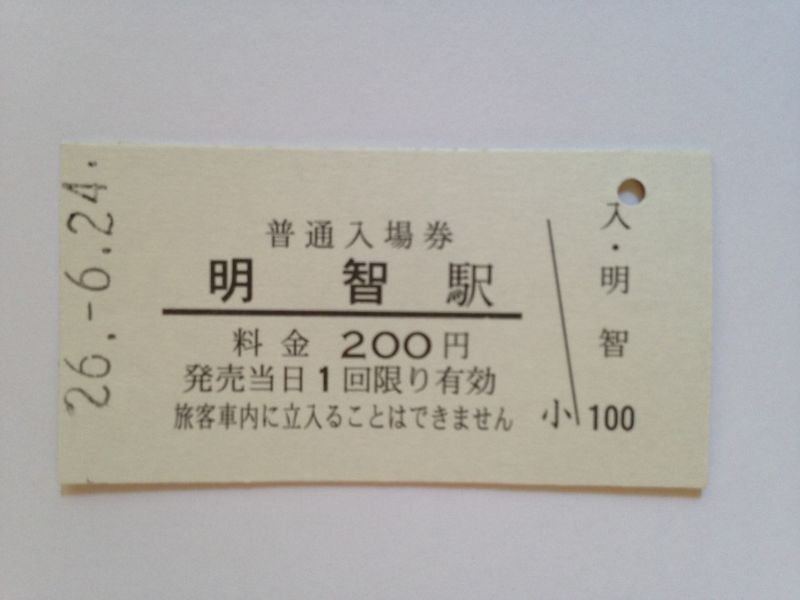 26.-6.24.
普通入場券
明智駅
料金 200円
発売当日1回限り有効
旅客車内に立入ることはできません
入・明智
小 100